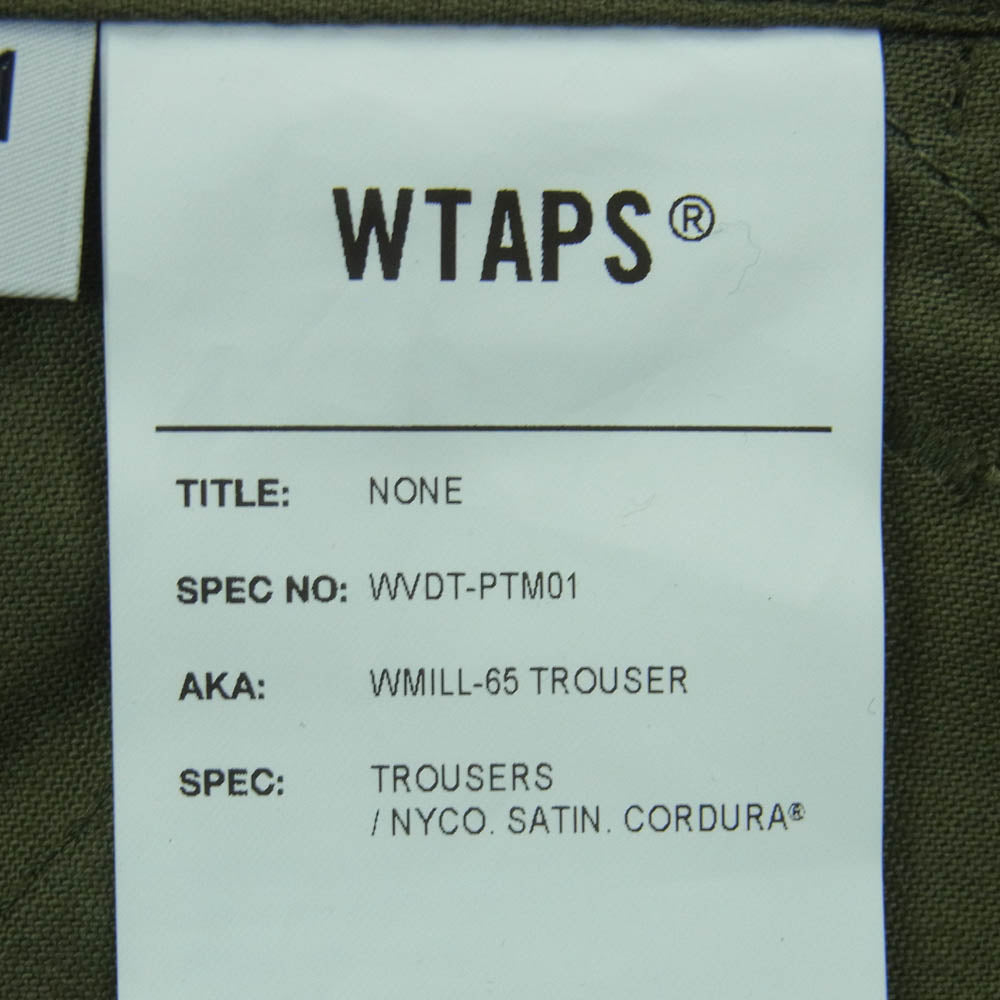 WTAPS®
TITLE: NONE
SPEC NO: WVDT-PTM01
AKA: WMILL-65 TROUSER
SPEC: TROUSERS
/ NYCO. SATIN. CORDURA®